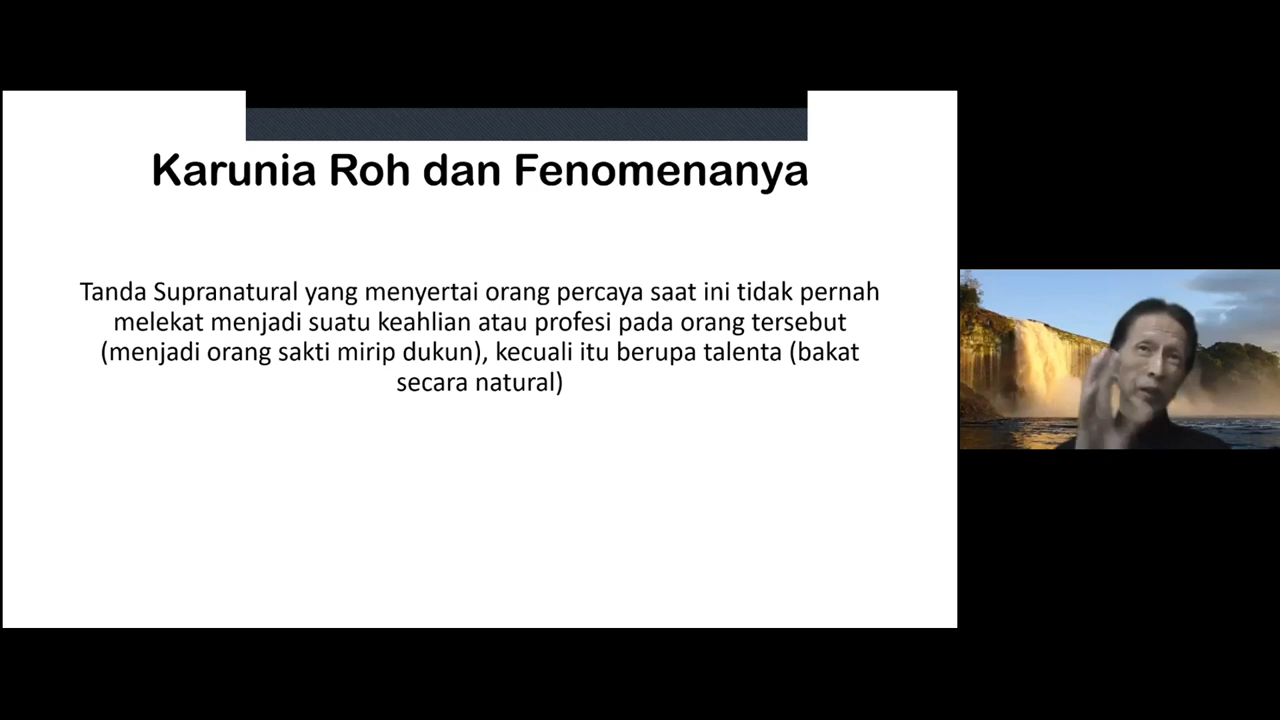 Karunia Roh dan Fenomenanya
Tanda Supranatural yang menyertai orang percaya saat ini tidak pernah
melekat menjadi suatu keahlian atau profesi pada orang tersebut
(menjadi orang sakti mirip dukun), kecuali itu berupa talenta (bakat
secara natural)